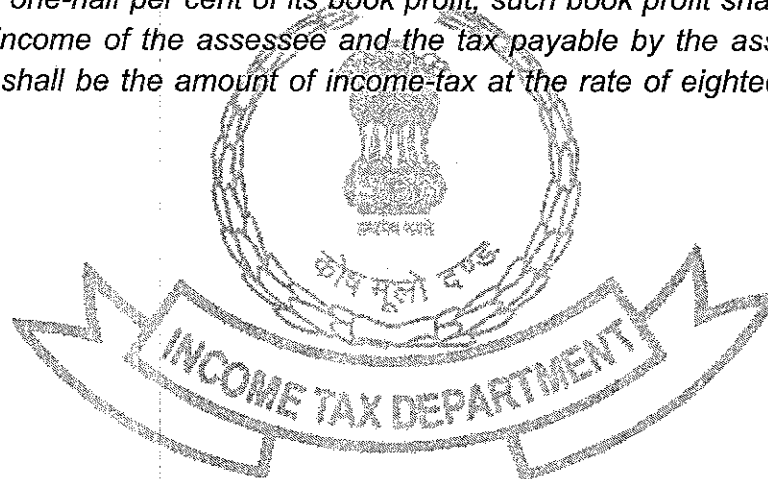 one-half per cent of its book profit, such book profit sha
income of the assessee and the tax payable by the ass
shall be the amount of income-tax at the rate of eightee
सत्यमेव जयते
कोष मूलो दण्ड
INCOME TAX DEPARTMENT